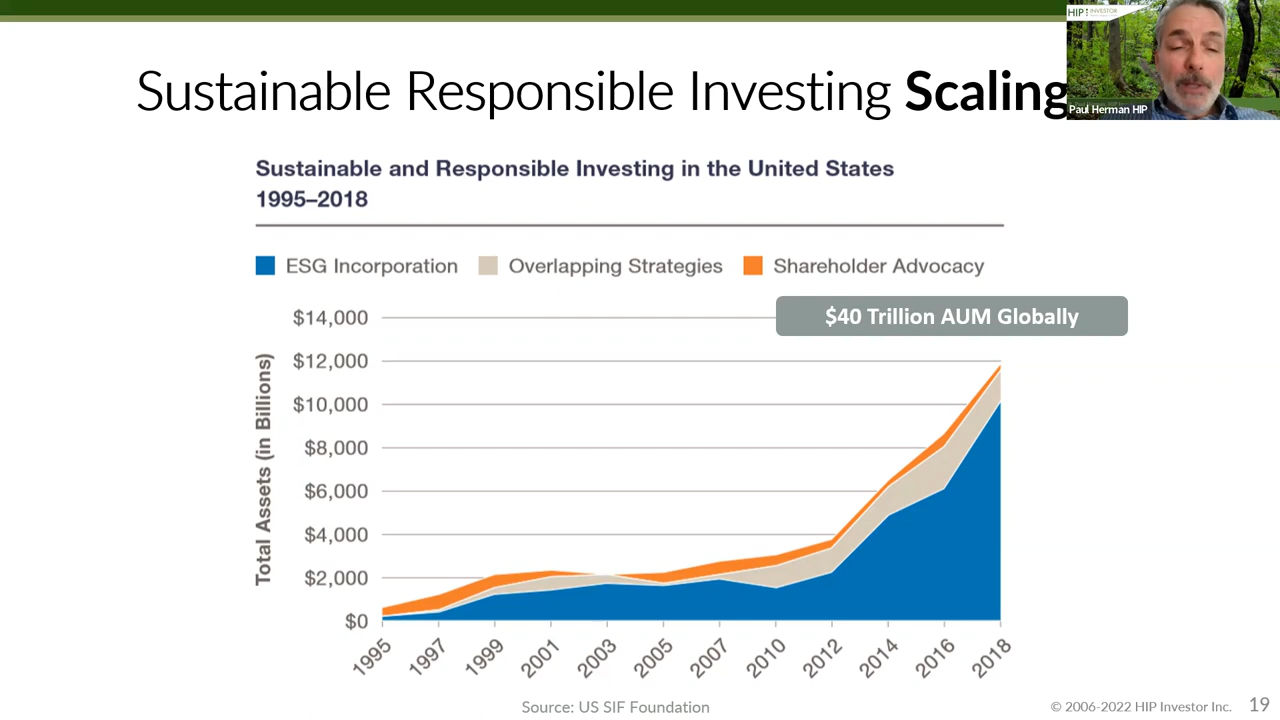 HIP INVESTOR
Paul Herman HIP
Sustainable Responsible Investing Scaling
Sustainable and Responsible Investing in the United States
1995–2018
ESG Incorporation Overlapping Strategies Shareholder Advocacy
$40 Trillion AUM Globally
Total Assets (in Billions)
$14,000
$12,000
$10,000
$8,000
$6,000
$4,000
$2,000
$0
1995 1997 1999 2001 2003 2005 2007 2010 2012 2014 2016 2018
Source: US SIF Foundation
© 2006-2022 HIP Investor Inc. 19